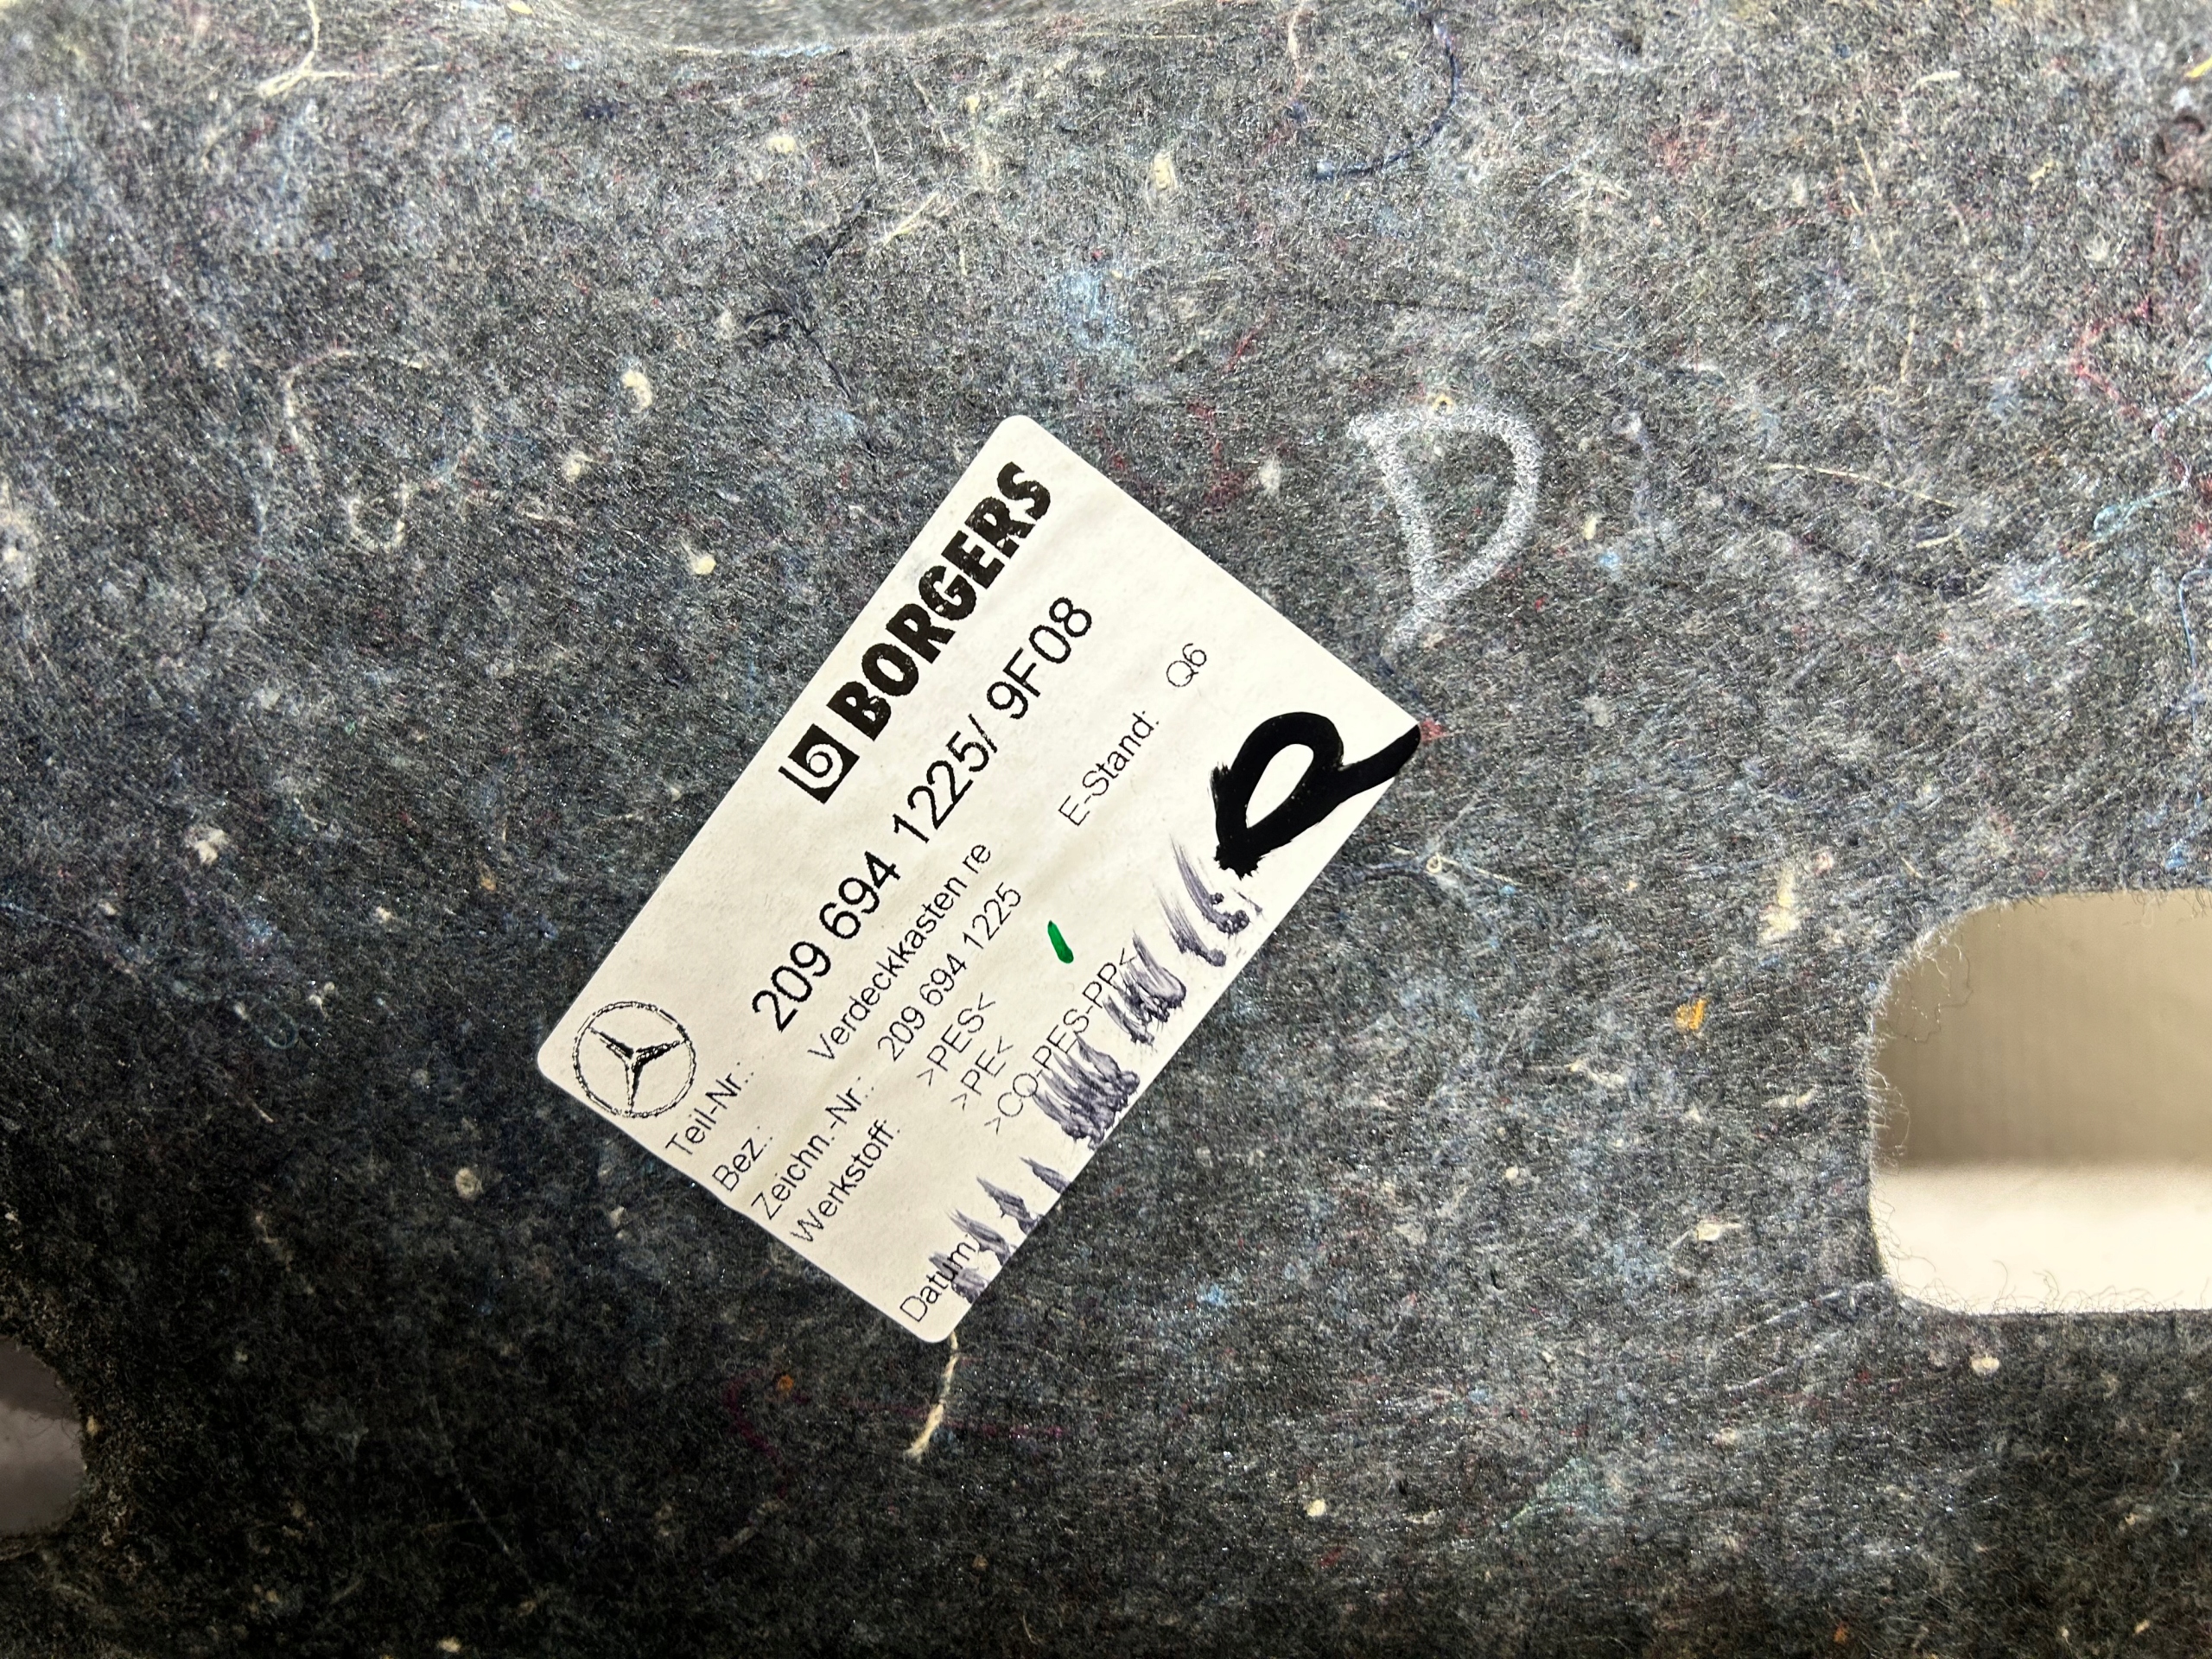 BORGERS
Teil-Nr.: 209 694 1225/ 9F08
Bez.: Verdeckkasten re
Zeichn.-Nr.: 209 694 1225 E-Stand: Q6
Werkstoff: >PES<
>PE<
>CO-PES-PP<
Datum
D